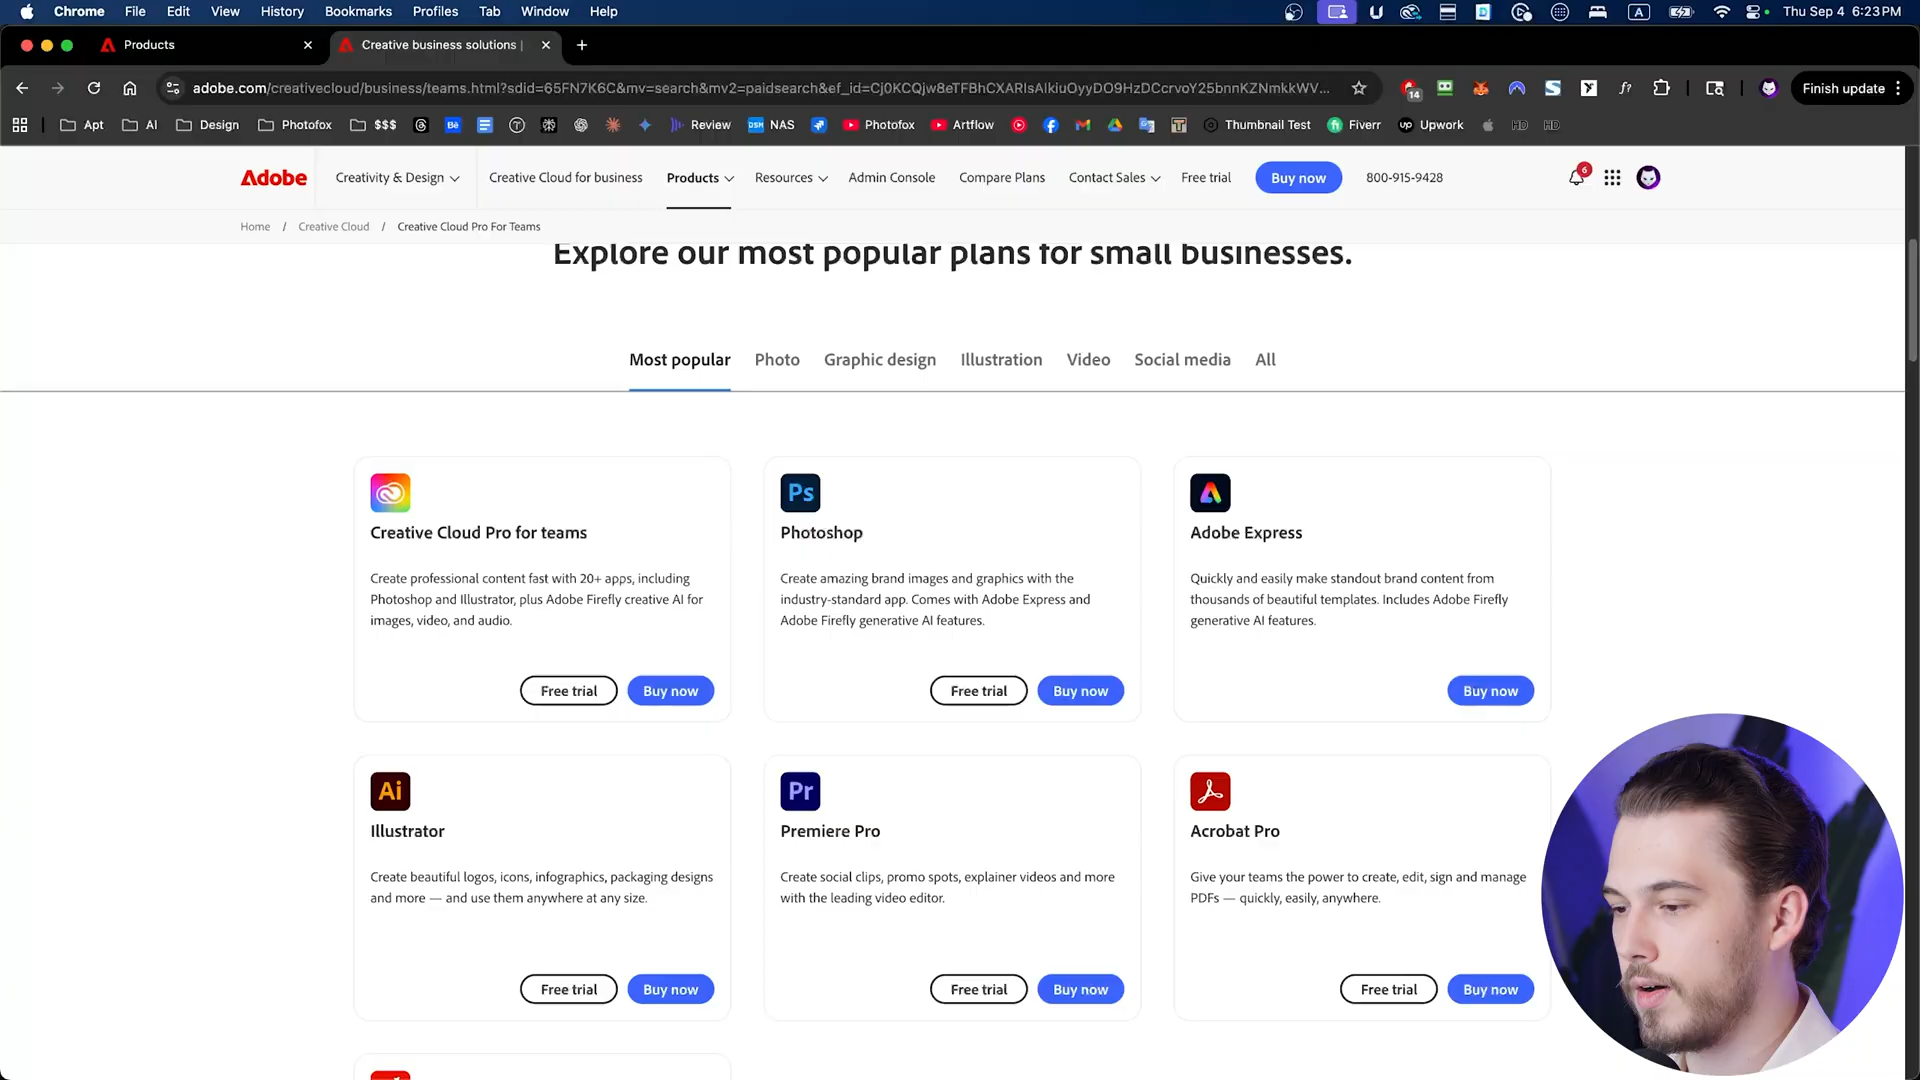 Chrome File Edit View History Bookmarks Profiles Tab Window Help A Thu Sep 4 6:23 PM
Products Creative business solutions |
adobe.com/creativecloud/business/teams.html?sdid=65FN7K6C&mv=search&mv2=paidsearch&ef_id=Cj0KCQjw8eTFBhCXARIsAIkiuOyyDO9HzDCcrvoY25bnnKZNmkkWV... 14 f? Finish update
Apt AI Design Photofox $$$ Bē T Review DSM NAS Photofox Artflow T Thumbnail Test fi Fiverr up Upwork HD HD
Adobe Creativity & Design Creative Cloud for business Products Resources Admin Console Compare Plans Contact Sales Free trial Buy now 800-915-9428 6
Home / Creative Cloud / Creative Cloud Pro For Teams
Explore our most popular plans for small businesses.
Most popular Photo Graphic design Illustration Video Social media All
Creative Cloud Pro for teams
Create professional content fast with 20+ apps, including
Photoshop and Illustrator, plus Adobe Firefly creative AI for
images, video, and audio.
Free trial Buy now
Ps
Photoshop
Create amazing brand images and graphics with the
industry-standard app. Comes with Adobe Express and
Adobe Firefly generative AI features.
Free trial Buy now
Adobe Express
Quickly and easily make standout brand content from
thousands of beautiful templates. Includes Adobe Firefly
generative AI features.
Buy now
Ai
Illustrator
Create beautiful logos, icons, infographics, packaging designs
and more — and use them anywhere at any size.
Free trial Buy now
Pr
Premiere Pro
Create social clips, promo spots, explainer videos and more
with the leading video editor.
Free trial Buy now
Acrobat Pro
Give your teams the power to create, edit, sign and manage
PDFs — quickly, easily, anywhere.
Free trial Buy now